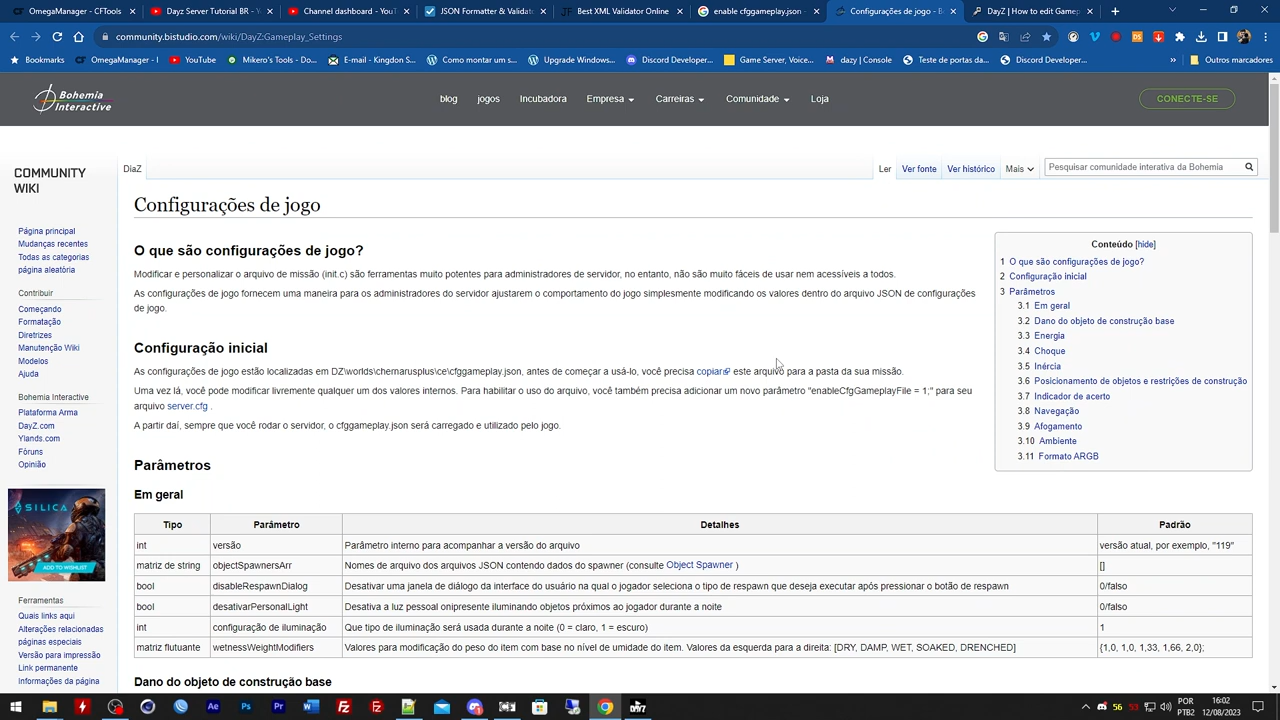 OmegaManager - CFTools
Dayz Server Tutorial BR - V
Channel dashboard - YouTub
JSON Formatter & Validat
Best XML Validator Online
enable cfggameplay.json -
Configurações de jogo - B
DayZ | How to edit Gamep
community.bistudio.com/wiki/DayZ:Gameplay_Settings
Bookmarks
OmegaManager - I
YouTube
Mikero's Tools - Do...
E-mail - Kingdon S...
Como montar um s...
Upgrade Windows...
Discord Developer...
Game Server, Voice...
dazy | Console
Teste de portas da...
Discord Developer...
»
Outros marcadores
Bohemia Interactive
blog
jogos
Incubadora
Empresa
Carreiras
Comunidade
Loja
CONECTE-SE
COMMUNITY
WIKI
DiaZ
Ler
Ver fonte
Ver histórico
Mais
Pesquisar comunidade interativa da Bohemia
Página principal
Mudanças recentes
Todas as categorias
página aleatória
Contribuir
Começando
Formatação
Diretrizes
Manutenção Wiki
Modelos
Ajuda
Bohemia Interactive
Plataforma Arma
DayZ.com
Ylands.com
Fóruns
Opinião
SILICA
ADD TO WISHLIST
Ferramentas
Quais links aqui
Alterações relacionadas
páginas especiais
Versão para impressão
Link permanente
Informações da página
Configurações de jogo
O que são configurações de jogo?
Modificar e personalizar o arquivo de missão (init.c) são ferramentas muito potentes para administradores de servidor, no entanto, não são muito fáceis de usar nem acessíveis a todos.
As configurações de jogo fornecem uma maneira para os administradores do servidor ajustarem o comportamento do jogo simplesmente modificando os valores dentro do arquivo JSON de configurações
de jogo.
Configuração inicial
As configurações de jogo estão localizadas em DZ\worlds\chernarusplus\ce\cfggameplay.json, antes de começar a usá-lo, você precisa copiar este arquivo para a pasta da sua missão.
Uma vez lá, você pode modificar livremente qualquer um dos valores internos. Para habilitar o uso do arquivo, você também precisa adicionar um novo parâmetro "enableCfgGameplayFile = 1;" para seu
arquivo server.cfg .
A partir daí, sempre que você rodar o servidor, o cfggameplay.json será carregado e utilizado pelo jogo.
Conteúdo [hide]
1 O que são configurações de jogo?
2 Configuração inicial
3 Parâmetros
3.1 Em geral
3.2 Dano do objeto de construção base
3.3 Energia
3.4 Choque
3.5 Inércia
3.6 Posicionamento de objetos e restrições de construção
3.7 Indicador de acerto
3.8 Navegação
3.9 Afogamento
3.10 Ambiente
3.11 Formato ARGB
Parâmetros
Em geral
Tipo Parâmetro Detalhes Padrão
int versão Parâmetro interno para acompanhar a versão do arquivo versão atual, por exemplo, "119"
matriz de string objectSpawnersArr Nomes de arquivo dos arquivos JSON contendo dados do spawner (consulte Object Spawner ) []
bool disableRespawnDialog Desativar uma janela de diálogo da interface do usuário na qual o jogador seleciona o tipo de respawn que deseja executar após pressionar o botão de respawn 0/falso
bool desativarPersonalLight Desativa a luz pessoal onipresente iluminando objetos próximos ao jogador durante a noite 0/falso
int configuração de iluminação Que tipo de iluminação será usada durante a noite (0 = claro, 1 = escuro) 1
matriz flutuante wetnessWeightModifiers Valores para modificação do peso do item com base no nível de umidade do item. Valores da esquerda para a direita: [DRY, DAMP, WET, SOAKED, DRENCHED] {1,0, 1,0, 1,33, 1,66, 2,0};
Dano do objeto de construção base
56
53
POR
PTB2
16:02
12/08/2023